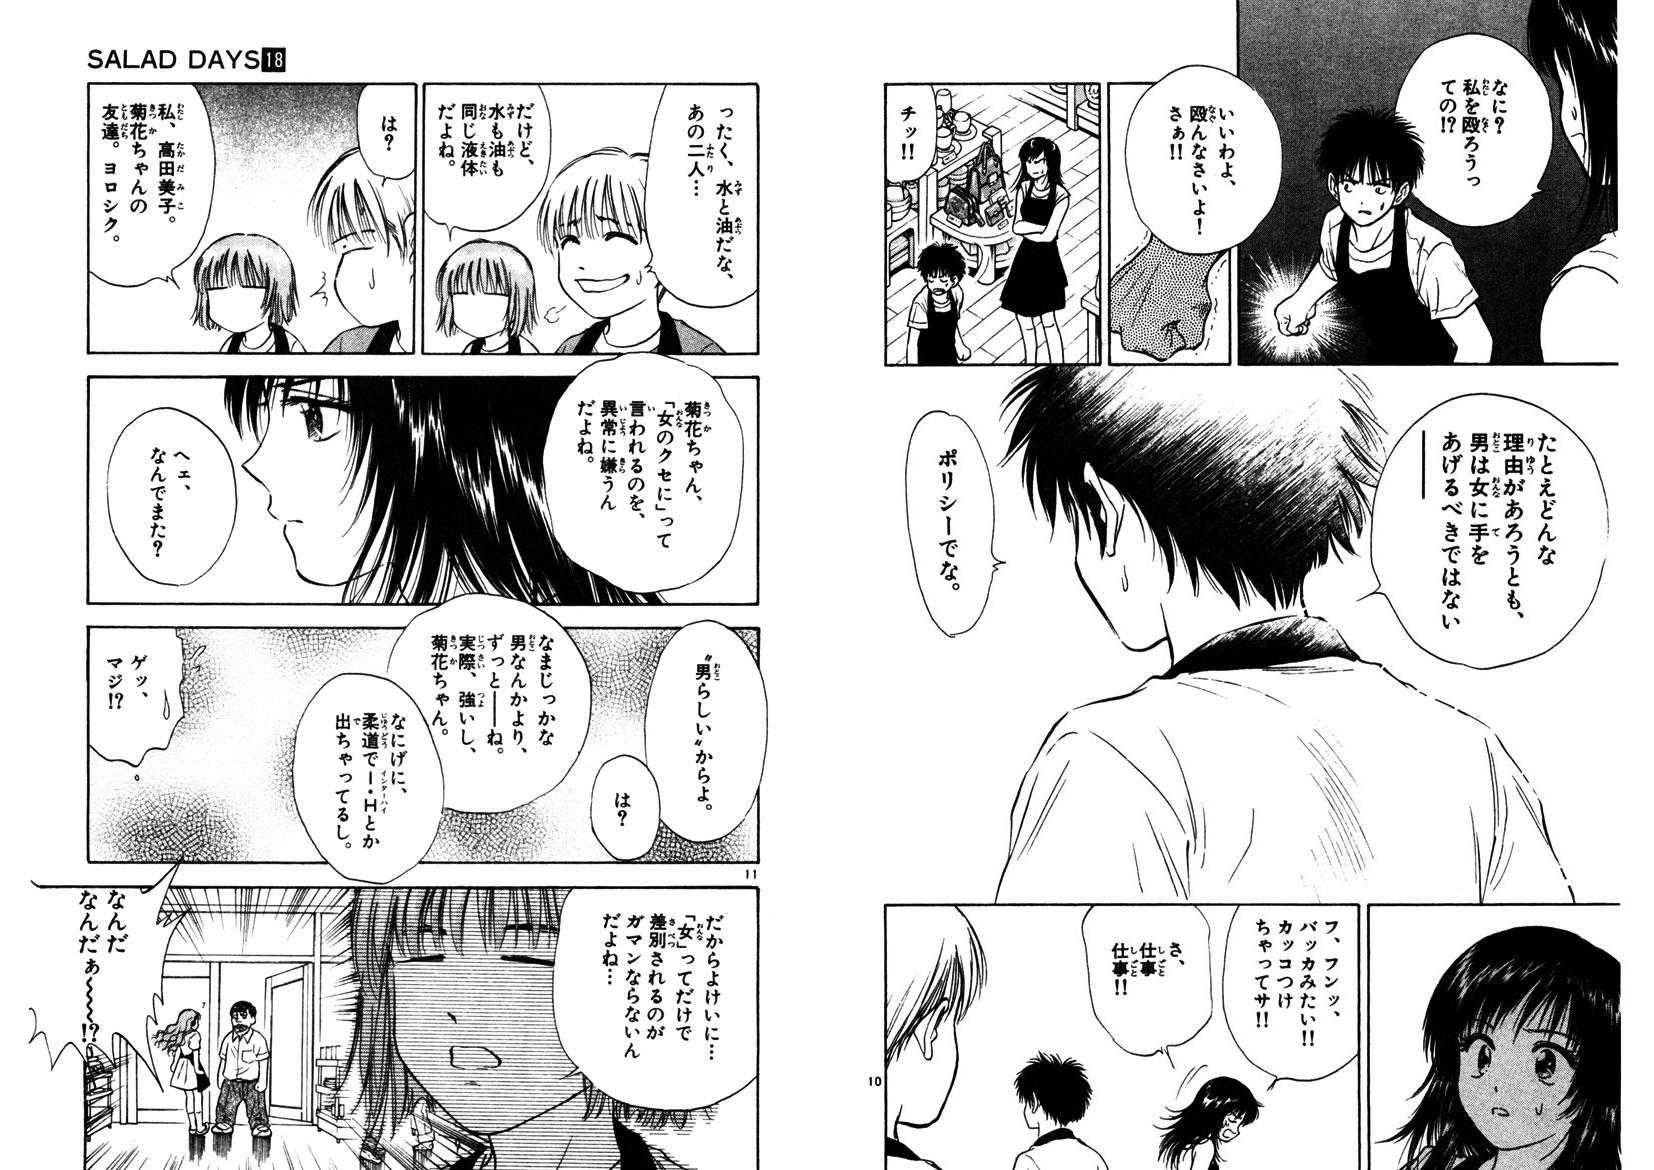 なに?
私を殴ろうっ
ての!?
いいわよ、
殴んなさいよ!
さぁ!!
チッ!!
たとえどんな
理由があろうとも、
男は女に手を
あげるべきではない
――
ポリシーでな。
フ、フンッ、
バッカみたい!!
カッコつけ
ちゃってサ!!
さ、
仕事
仕事!!
10
SALAD DAYS 18
ったく、水と油だな、
あの二人…
だけど、
水も油も
同じ液体
だよね。
は?
私、高田美子。
菊花ちゃんの
友達。ヨロシク。
菊花ちゃん、
「女のクセに」って
言われるのを、
異常に嫌うん
だよね。
ヘェ、
なんでまた?
“男らしい”からよ。
は?
なまじっかな
男なんかより、
ずっと――ね。
実際、強いし、
菊花ちゃん。
なにげに、
柔道でI・Hとか
出ちゃってるし。
ゲッ、
マジ!?
11
だからよけいに…
「女」ってだけで
差別されるのが
ガマンならないん
だよね…
なんだ
なんだぁ〜〜〜!?